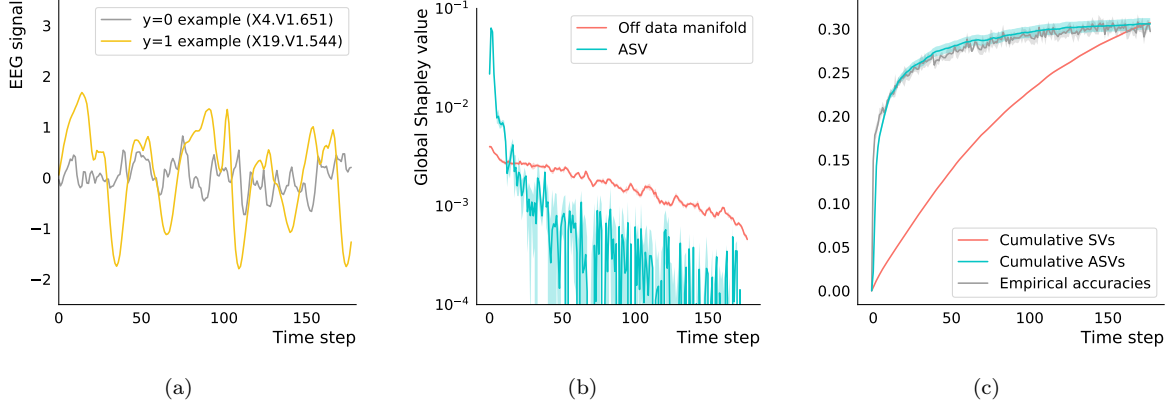 EEG signal
3
2
1
0
−1
−2
0
50
100
150
Time step
y=0 example (X4.V1.651)
y=1 example (X19.V1.544)
(a)
Global Shapley value
10⁻¹
10⁻²
10⁻³
10⁻⁴
0
50
100
150
Time step
Off data manifold
ASV
(b)
0.30
0.25
0.20
0.15
0.10
0.05
0.00
0
50
100
150
Time step
Cumulative SVs
Cumulative ASVs
Empirical accuracies
(c)